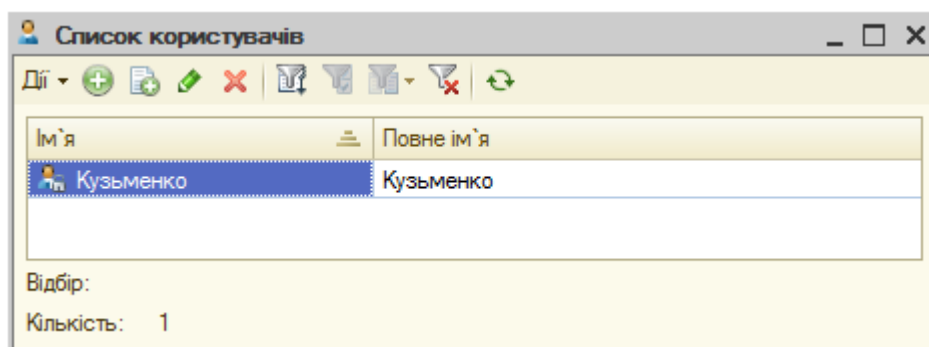 Список користувачів
Дії
Ім`я Повне ім`я
Кузьменко Кузьменко
Відбір:
Кількість: 1